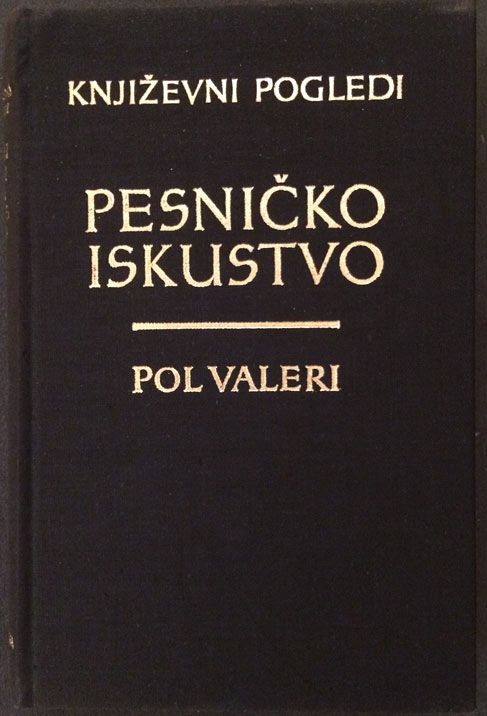 KNJIŽEVNI POGLEDI
PESNIČKO
ISKUSTVO
POL VALERI